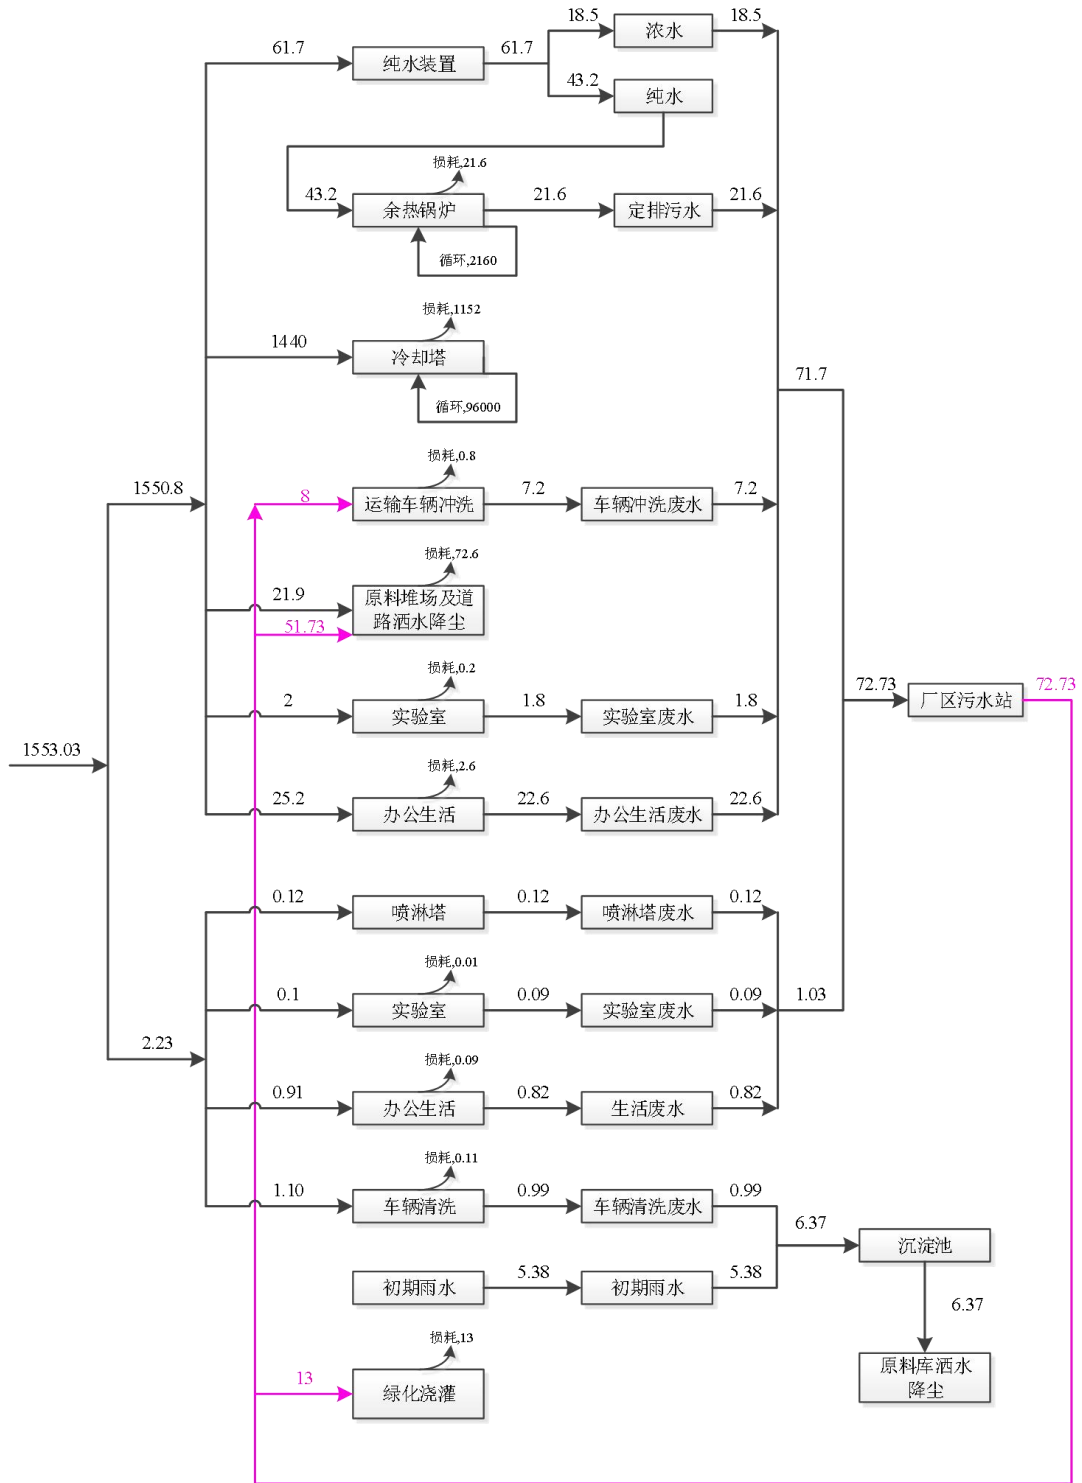 18.5
浓水
18.5
61.7
纯水装置
61.7
43.2
纯水
损耗,21.6
43.2
余热锅炉
21.6
定排污水
21.6
循环,2160
损耗,1152
1440
冷却塔
71.7
循环,96000
损耗,0.8
1550.8
8
运输车辆冲洗
7.2
车辆冲洗废水
7.2
损耗,72.6
21.9
原料堆场及道
路洒水降尘
51.73
损耗,0.2
2
实验室
1.8
实验室废水
1.8
72.73
厂区污水站
72.73
1553.03
损耗,2.6
25.2
办公生活
22.6
办公生活废水
22.6
0.12
喷淋塔
0.12
喷淋塔废水
0.12
损耗,0.01
0.1
实验室
0.09
实验室废水
0.09
1.03
2.23
损耗,0.09
0.91
办公生活
0.82
生活废水
0.82
损耗,0.11
1.10
车辆清洗
0.99
车辆清洗废水
0.99
6.37
沉淀池
初期雨水
5.38
初期雨水
5.38
6.37
损耗,13
13
绿化浇灌
原料库洒水
降尘